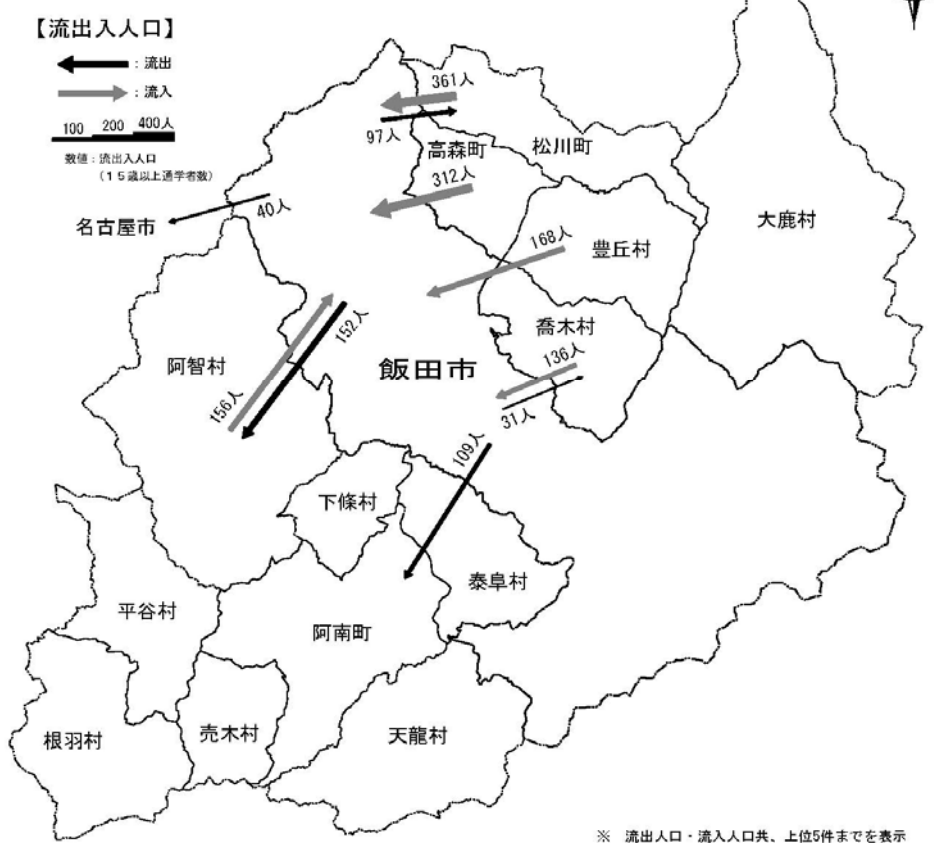 【流出入人口】
：流出
：流入
100 200 400人
数値：流出入人口
（１５歳以上通学者数）
361人
97人
高森町
松川町
312人
40人
名古屋市
大鹿村
168人
豊丘村
喬木村
152人
阿智村
飯田市
136人
156人
31人
109人
下條村
泰阜村
平谷村
阿南町
根羽村
売木村
天龍村
※　流出人口・流入人口共、上位5件までを表示